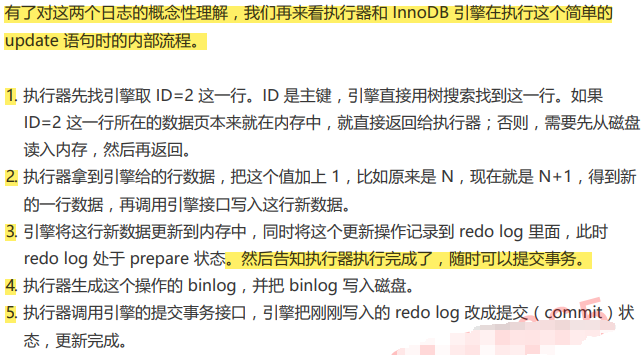 有了对这两个日志的概念性理解，我们再来看执行器和 InnoDB 引擎在执行这个简单的
update 语句时的内部流程。
1. 执行器先找引擎取 ID=2 这一行。ID 是主键，引擎直接用树搜索找到这一行。如果
ID=2 这一行所在的数据页本来就在内存中，就直接返回给执行器；否则，需要先从磁盘
读入内存，然后再返回。
2. 执行器拿到引擎给的行数据，把这个值加上 1，比如原来是 N，现在就是 N+1，得到新
的一行数据，再调用引擎接口写入这行新数据。
3. 引擎将这行新数据更新到内存中，同时将这个更新操作记录到 redo log 里面，此时
redo log 处于 prepare 状态。然后告知执行器执行完成了，随时可以提交事务。
4. 执行器生成这个操作的 binlog，并把 binlog 写入磁盘。
5. 执行器调用引擎的提交事务接口，引擎把刚刚写入的 redo log 改成提交（commit）状
态，更新完成。